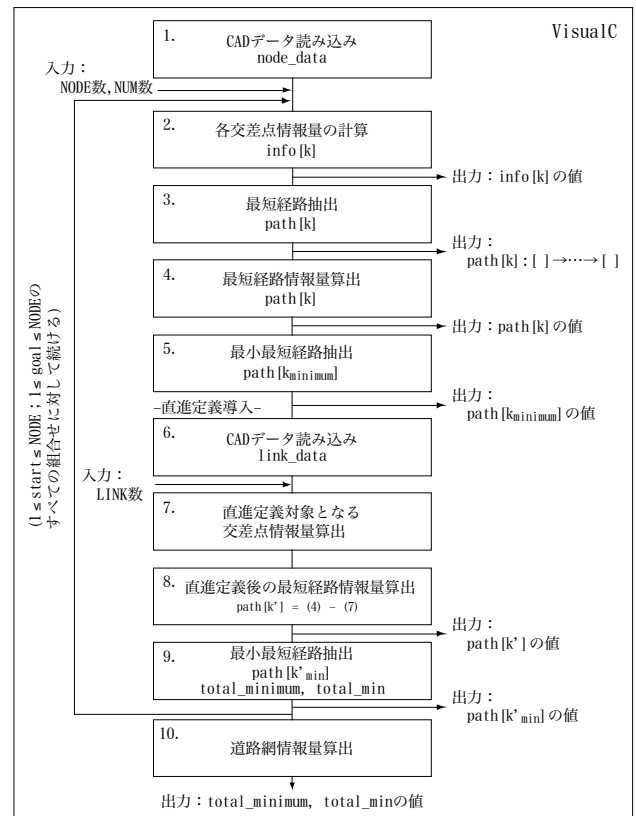 VisualC
1. CADデータ読み込み
node_data
入力：
NODE数,NUM数
2. 各交差点情報量の計算
info[k]
出力：info[k]の値
3. 最短経路抽出
path[k]
出力：
path[k]：[ ]→……→[ ]
4. 最短経路情報量算出
path[k]
出力：path[k]の値
5. 最小最短経路抽出
path[kminimum]
出力：
path[kminimum]の値
−直進定義導入−
6. CADデータ読み込み
link_data
入力：
LINK数
7. 直進定義対象となる
交差点情報量算出
8. 直進定義後の最短経路情報量算出
path[k’] = (4) − (7)
出力：
path[k’]の値
9. 最小最短経路抽出
path[k’min]
total_minimum, total_min
出力：
path[k’min]の値
(1≤start≤NODE；1≤goal≤NODEの
すべての組合せに対して続ける)
10. 道路網情報量算出
出力：total_minimum, total_minの値